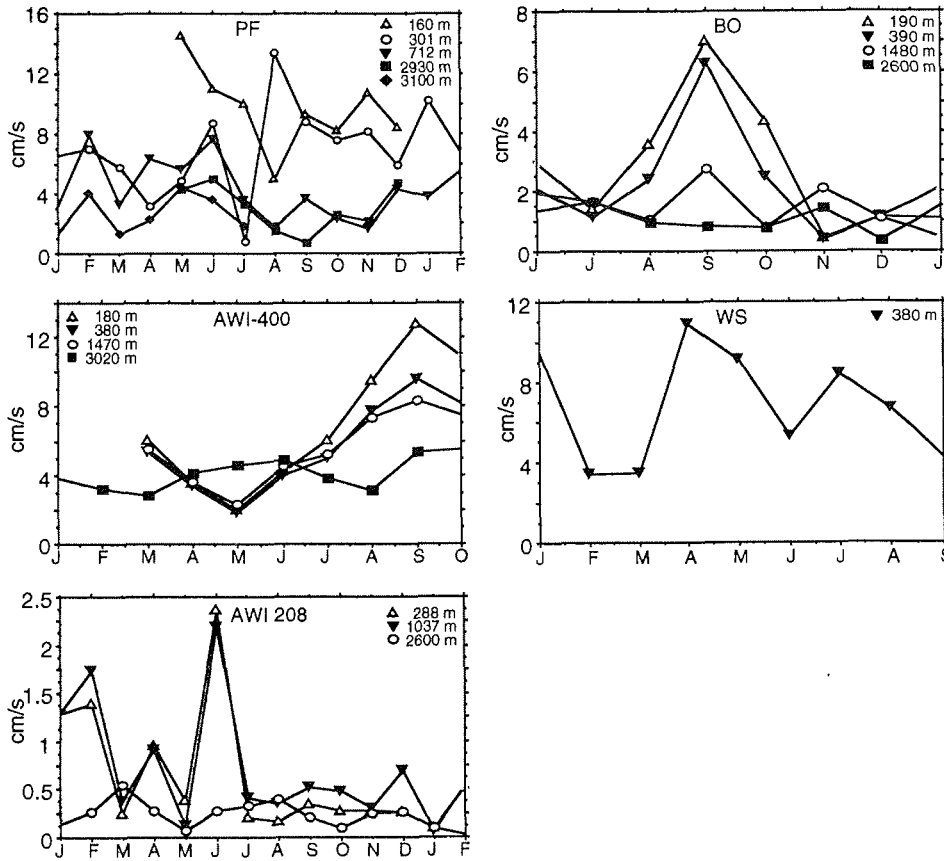 PF
16
12
8
4
0
cm/s
160 m
301 m
712 m
2930 m
3100 m
J F M A M J J A S O N D J F
BO
8
6
4
2
0
cm/s
190 m
390 m
1480 m
2600 m
J J A S O N D J
AWI-400
12
8
4
0
cm/s
180 m
380 m
1470 m
3020 m
J F M A M J J A S O
WS
12
8
4
0
cm/s
380 m
J F M A M J J A S
AWI 208
2.5
2
1.5
1
0.5
0
cm/s
288 m
1037 m
2600 m
J F M A M J J A S O N D J F